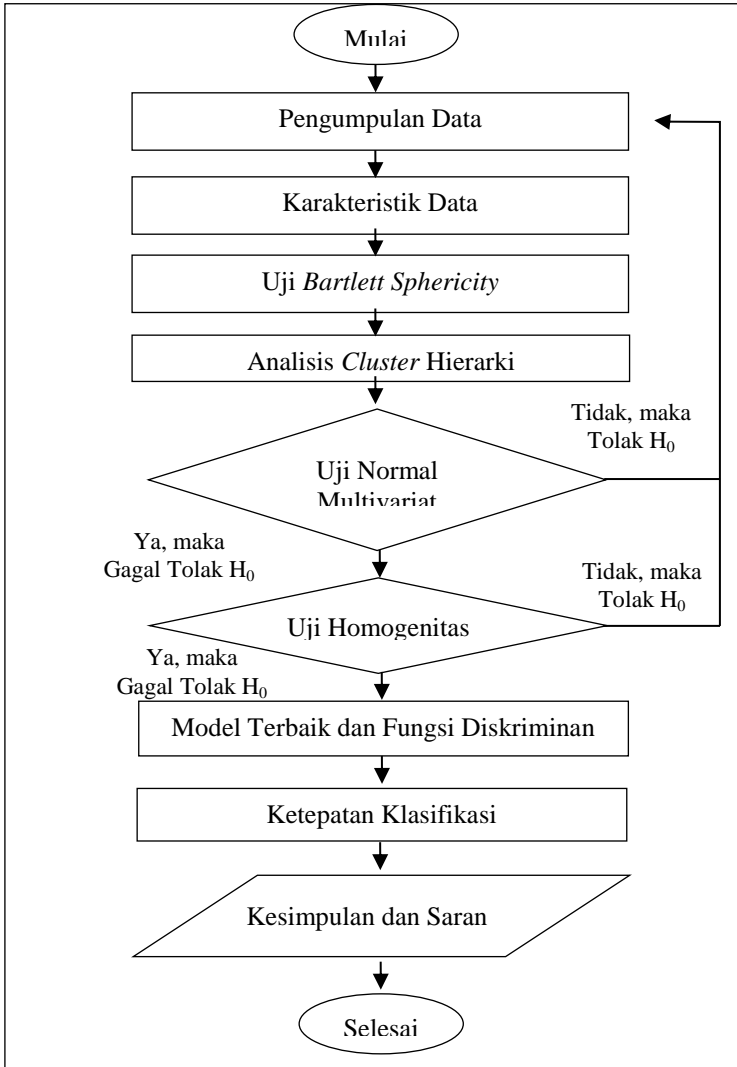 Mulai
Pengumpulan Data
Karakteristik Data
Uji Bartlett Sphericity
Analisis Cluster Hierarki
Tidak, maka
Tolak H₀
Uji Normal
Multivariat
Ya, maka
Gagal Tolak H₀
Tidak, maka
Tolak H₀
Uji Homogenitas
Ya, maka
Gagal Tolak H₀
Model Terbaik dan Fungsi Diskriminan
Ketepatan Klasifikasi
Kesimpulan dan Saran
Selesai